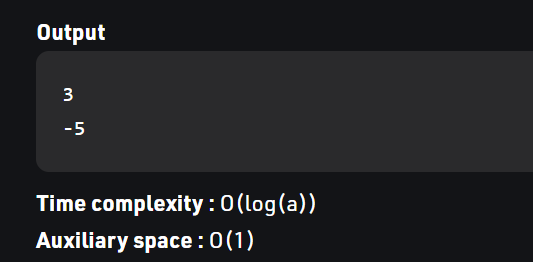 Output
3
-5
Time complexity : O(log(a))
Auxiliary space : O(1)